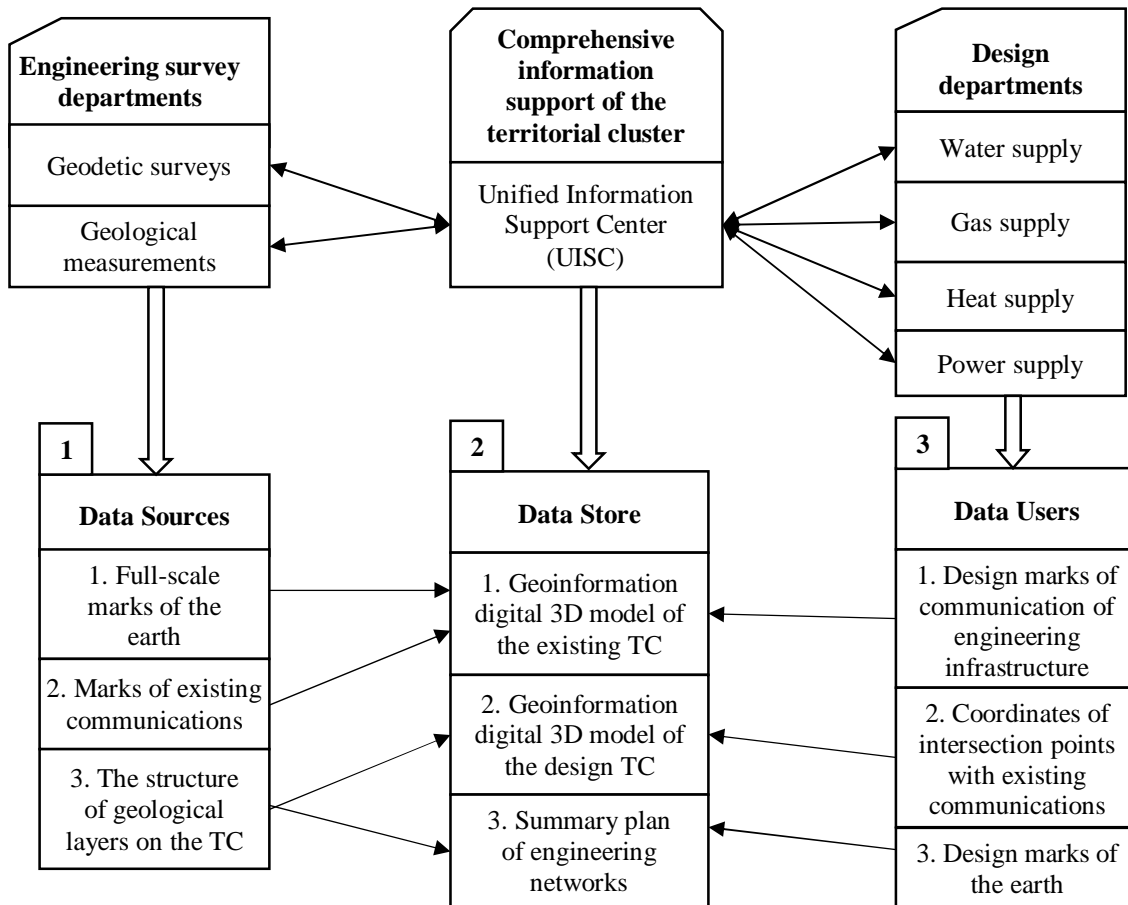 Engineering survey
departments
Geodetic surveys
Geological
measurements
Comprehensive
information
support of the
territorial cluster
Unified Information
Support Center
(UISC)
Design
departments
Water supply
Gas supply
Heat supply
Power supply
1
Data Sources
1. Full-scale
marks of the
earth
2. Marks of existing
communications
3. The structure
of geological
layers on the TC
2
Data Store
1. Geoinformation
digital 3D model of
the existing TC
2. Geoinformation
digital 3D model of
the design TC
3. Summary plan
of engineering
networks
3
Data Users
1. Design marks of
communication of
engineering
infrastructure
2. Coordinates of
intersection points
with existing
communications
3. Design marks of
the earth